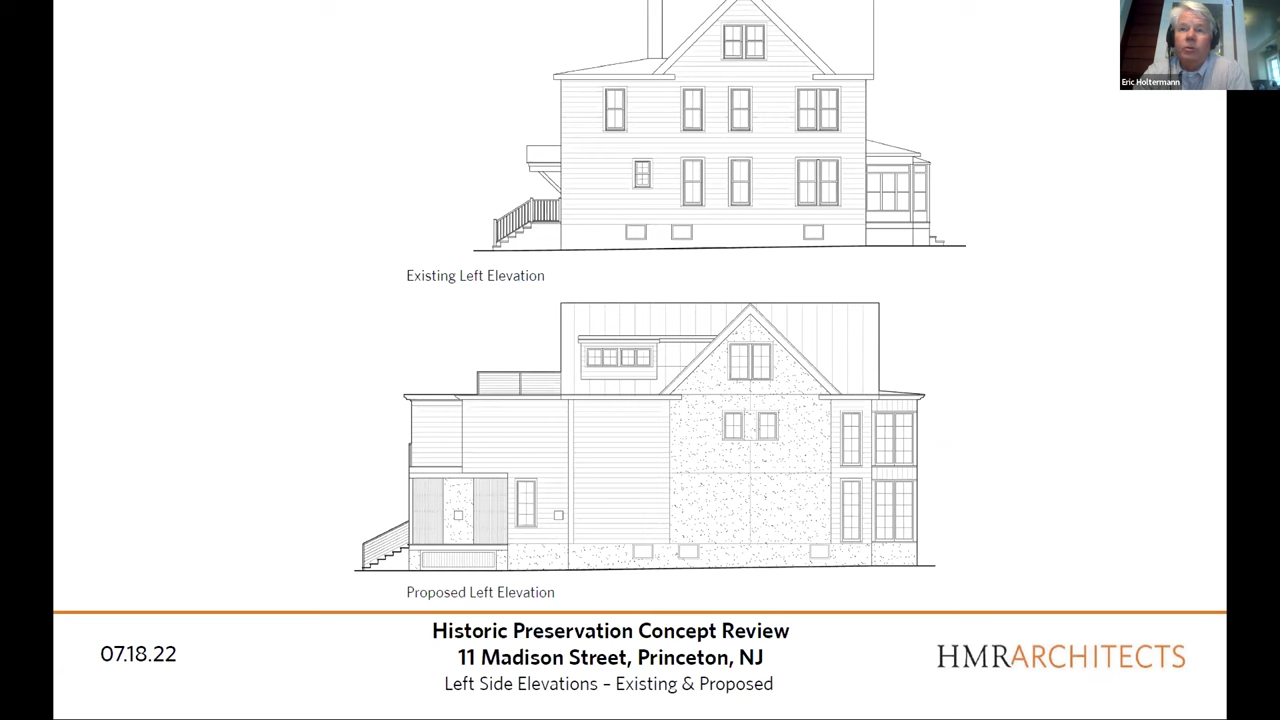 Eric Holtermann
Existing Left Elevation
Proposed Left Elevation
07.18.22
Historic Preservation Concept Review
11 Madison Street, Princeton, NJ
Left Side Elevations – Existing & Proposed
HMRARCHITECTS